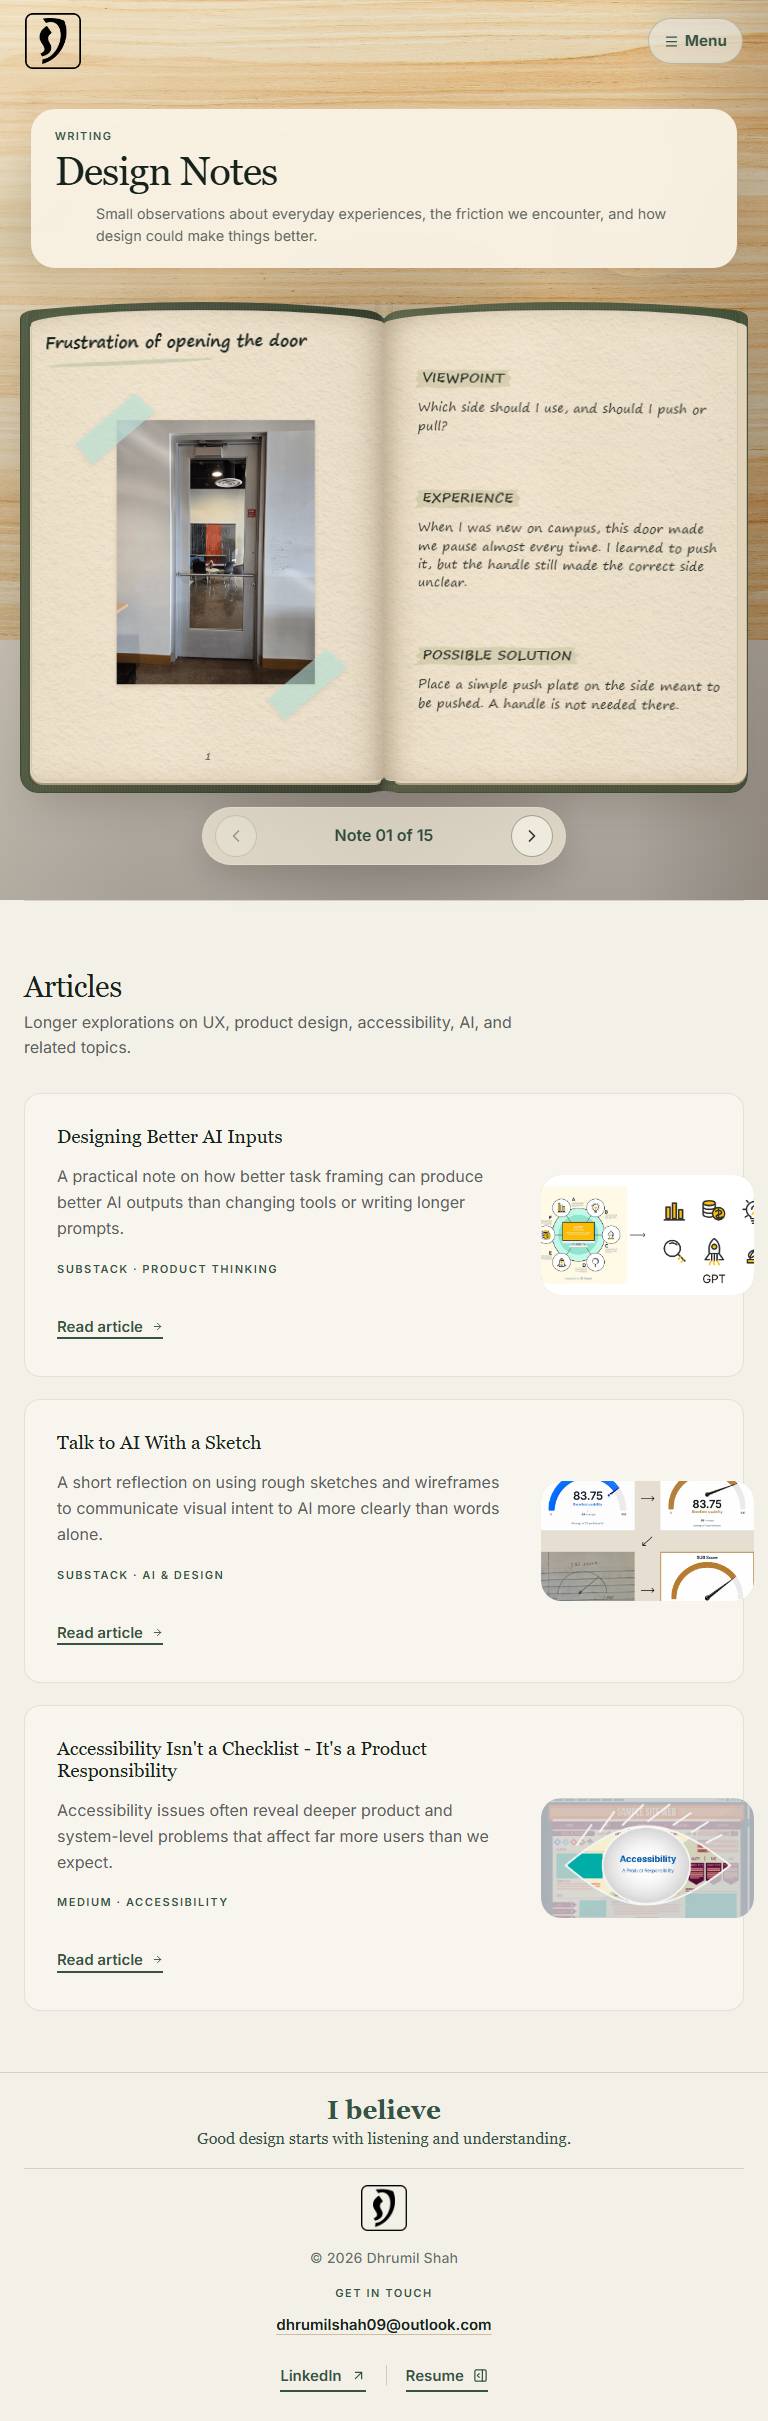 Menu
WRITING
Design Notes
Small observations about everyday experiences, the friction we encounter, and how
design could make things better.
Frustration of opening the door
1
VIEWPOINT
Which side should I use, and should I push or
pull?
EXPERIENCE
When I was new on campus, this door made
me pause almost every time. I learned to push
it, but the handle still made the correct side
unclear.
POSSIBLE SOLUTION
Place a simple push plate on the side meant to
be pushed. A handle is not needed there.
Note 01 of 15
Articles
Longer explorations on UX, product design, accessibility, AI, and
related topics.
Designing Better AI Inputs
A practical note on how better task framing can produce
better AI outputs than changing tools or writing longer
prompts.
SUBSTACK · PRODUCT THINKING
Read article
GPT
Talk to AI With a Sketch
A short reflection on using rough sketches and wireframes
to communicate visual intent to AI more clearly than words
alone.
SUBSTACK · AI & DESIGN
Read article
83.75
83.75
SUS Score
Accessibility Isn't a Checklist - It's a Product
Responsibility
Accessibility issues often reveal deeper product and
system-level problems that affect far more users than we
expect.
MEDIUM · ACCESSIBILITY
Read article
Accessibility
A Product Responsibility
I believe
Good design starts with listening and understanding.
© 2026 Dhrumil Shah
GET IN TOUCH
dhrumilshah09@outlook.com
LinkedIn
Resume